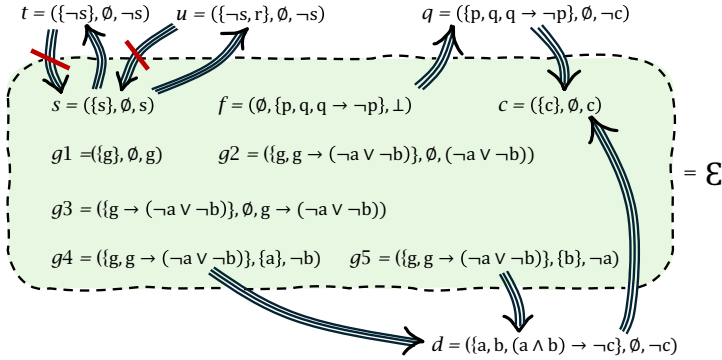 t = ({¬s}, ∅, ¬s) u = ({¬s, r}, ∅, ¬s) q = ({p, q, q → ¬p}, ∅, ¬c)
s = ({s}, ∅, s) f = (∅, {p, q, q → ¬p}, ⊥) c = ({c}, ∅, c)
g1 =({g}, ∅, g) g2 = ({g, g → (¬a ∨ ¬b)}, ∅, (¬a ∨ ¬b))
= Ɛ
g3 = ({g → (¬a ∨ ¬b)}, ∅, g → (¬a ∨ ¬b))
g4 = ({g, g → (¬a ∨ ¬b)}, {a}, ¬b) g5 = ({g, g → (¬a ∨ ¬b)}, {b}, ¬a)
d = ({a, b, (a ∧ b) → ¬c}, ∅, ¬c)